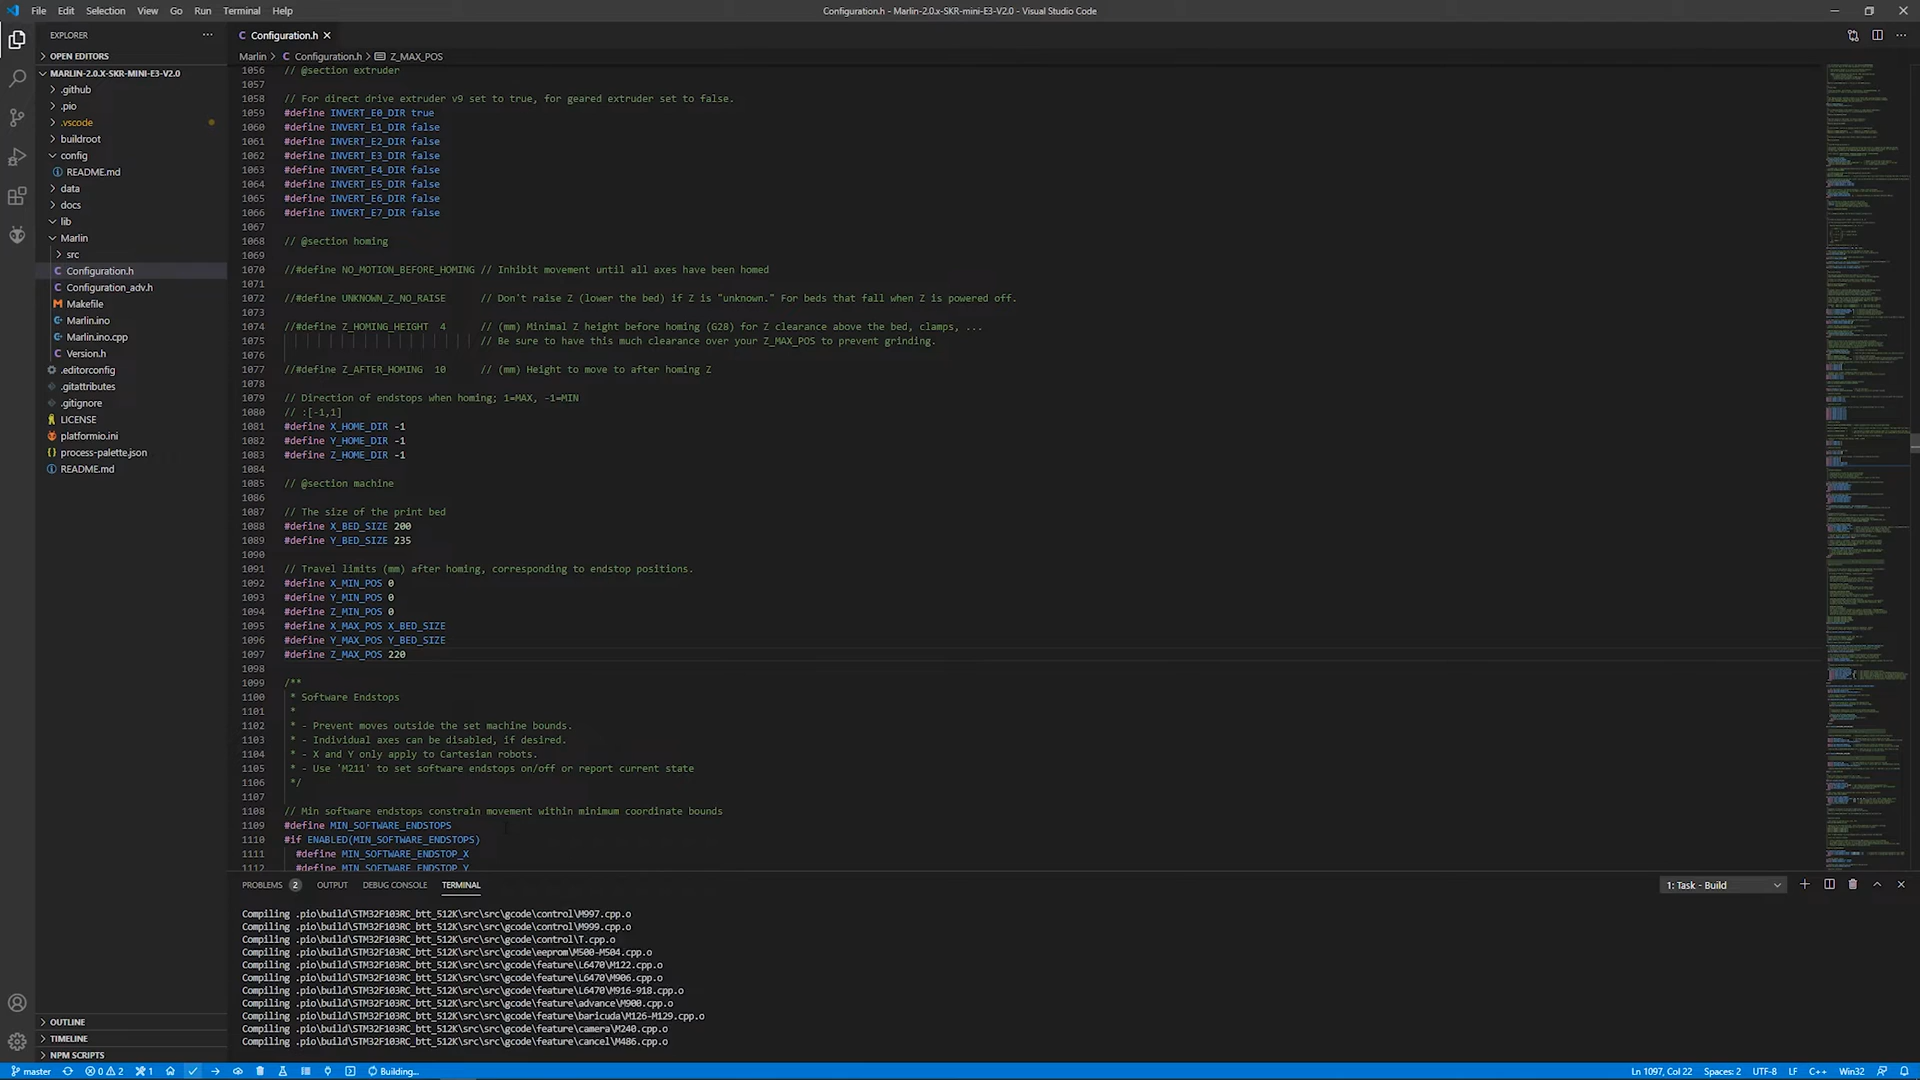 File Edit Selection View Go Run Terminal Help
Configuration.h - Marlin-2.0.x-SKR-mini-E3-V2.0 - Visual Studio Code
EXPLORER
OPEN EDITORS
MARLIN-2.0.X-SKR-MINI-E3-V2.0
.github
.pio
.vscode
buildroot
config
README.md
data
docs
lib
Marlin
src
Configuration.h
Configuration_adv.h
Makefile
Marlin.ino
Marlin.ino.cpp
Version.h
.editorconfig
.gitattributes
.gitignore
LICENSE
platformio.ini
process-palette.json
README.md
OUTLINE
TIMELINE
NPM SCRIPTS
Configuration.h
Marlin > Configuration.h > Z_MAX_POS
1056 // @section extruder
1057
1058 // For direct drive extruder v9 set to true, for geared extruder set to false.
1059 #define INVERT_E0_DIR true
1060 #define INVERT_E1_DIR false
1061 #define INVERT_E2_DIR false
1062 #define INVERT_E3_DIR false
1063 #define INVERT_E4_DIR false
1064 #define INVERT_E5_DIR false
1065 #define INVERT_E6_DIR false
1066 #define INVERT_E7_DIR false
1067
1068 // @section homing
1069
1070 //#define NO_MOTION_BEFORE_HOMING // Inhibit movement until all axes have been homed
1071
1072 //#define UNKNOWN_Z_NO_RAISE // Don't raise Z (lower the bed) if Z is "unknown." For beds that fall when Z is powered off.
1073
1074 //#define Z_HOMING_HEIGHT 4 // (mm) Minimal Z height before homing (G28) for Z clearance above the bed, clamps, ...
1075 // Be sure to have this much clearance over your Z_MAX_POS to prevent grinding.
1076
1077 //#define Z_AFTER_HOMING 10 // (mm) Height to move to after homing Z
1078
1079 // Direction of endstops when homing; 1=MAX, -1=MIN
1080 // :[-1,1]
1081 #define X_HOME_DIR -1
1082 #define Y_HOME_DIR -1
1083 #define Z_HOME_DIR -1
1084
1085 // @section machine
1086
1087 // The size of the print bed
1088 #define X_BED_SIZE 200
1089 #define Y_BED_SIZE 235
1090
1091 // Travel limits (mm) after homing, corresponding to endstop positions.
1092 #define X_MIN_POS 0
1093 #define Y_MIN_POS 0
1094 #define Z_MIN_POS 0
1095 #define X_MAX_POS X_BED_SIZE
1096 #define Y_MAX_POS Y_BED_SIZE
1097 #define Z_MAX_POS 220
1098
1099 /**
1100 * Software Endstops
1101 *
1102 * - Prevent moves outside the set machine bounds.
1103 * - Individual axes can be disabled, if desired.
1104 * - X and Y only apply to Cartesian robots.
1105 * - Use 'M211' to set software endstops on/off or report current state
1106 */
1107
1108 // Min software endstops constrain movement within minimum coordinate bounds
1109 #define MIN_SOFTWARE_ENDSTOPS
1110 #if ENABLED(MIN_SOFTWARE_ENDSTOPS)
1111 #define MIN_SOFTWARE_ENDSTOP_X
1112 #define MIN_SOFTWARE_ENDSTOP_Y
PROBLEMS 2 OUTPUT DEBUG CONSOLE TERMINAL
1: Task - Build
Compiling .pio\build\STM32F103RC_btt_512K\src\src\gcode\control\M997.cpp.o
Compiling .pio\build\STM32F103RC_btt_512K\src\src\gcode\control\M999.cpp.o
Compiling .pio\build\STM32F103RC_btt_512K\src\src\gcode\control\T.cpp.o
Compiling .pio\build\STM32F103RC_btt_512K\src\src\gcode\eeprom\M500-M504.cpp.o
Compiling .pio\build\STM32F103RC_btt_512K\src\src\gcode\feature\L6470\M122.cpp.o
Compiling .pio\build\STM32F103RC_btt_512K\src\src\gcode\feature\L6470\M906.cpp.o
Compiling .pio\build\STM32F103RC_btt_512K\src\src\gcode\feature\L6470\M916-918.cpp.o
Compiling .pio\build\STM32F103RC_btt_512K\src\src\gcode\feature\advance\M900.cpp.o
Compiling .pio\build\STM32F103RC_btt_512K\src\src\gcode\feature\baricuda\M126-M129.cpp.o
Compiling .pio\build\STM32F103RC_btt_512K\src\src\gcode\feature\camera\M240.cpp.o
Compiling .pio\build\STM32F103RC_btt_512K\src\src\gcode\feature\cancel\M486.cpp.o
master 0 2 1 Building... Ln 1097, Col 22 Spaces: 2 UTF-8 LF C++ Win32